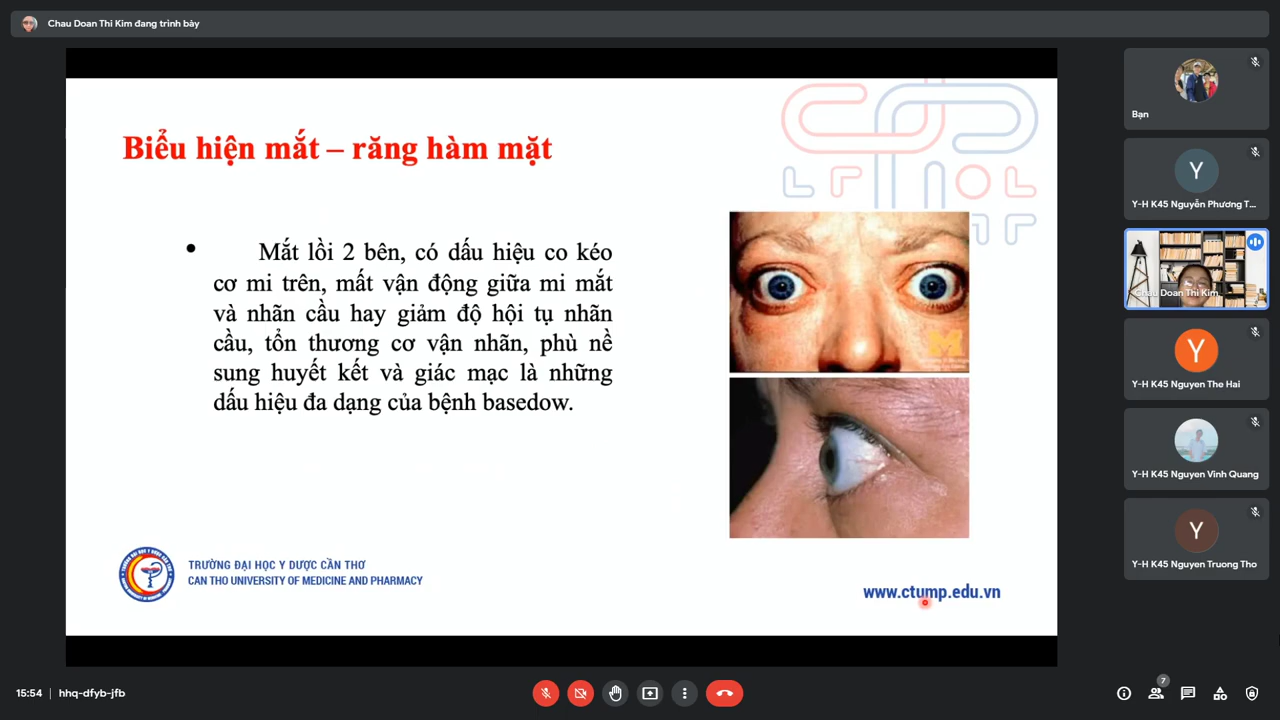 Chau Doan Thi Kim đang trình bày
Biểu hiện mắt – răng hàm mặt
• Mắt lồi 2 bên, có dấu hiệu co kéo
cơ mi trên, mất vận động giữa mi mắt
và nhãn cầu hay giảm độ hội tụ nhãn
cầu, tổn thương cơ vận nhãn, phù nề
sung huyết kết và giác mạc là những
dấu hiệu đa dạng của bệnh basedow.
TRƯỜNG ĐẠI HỌC Y DƯỢC CẦN THƠ
CAN THO UNIVERSITY OF MEDICINE AND PHARMACY
www.ctump.edu.vn
Bạn
Y
Y-H K45 Nguyễn Phương T...
Chau Doan Thi Kim
Y
Y-H K45 Nguyen The Hai
Y-H K45 Nguyen Vinh Quang
Y
Y-H K45 Nguyen Truong Tho
15:54 | hhq-dfyb-jfb
7